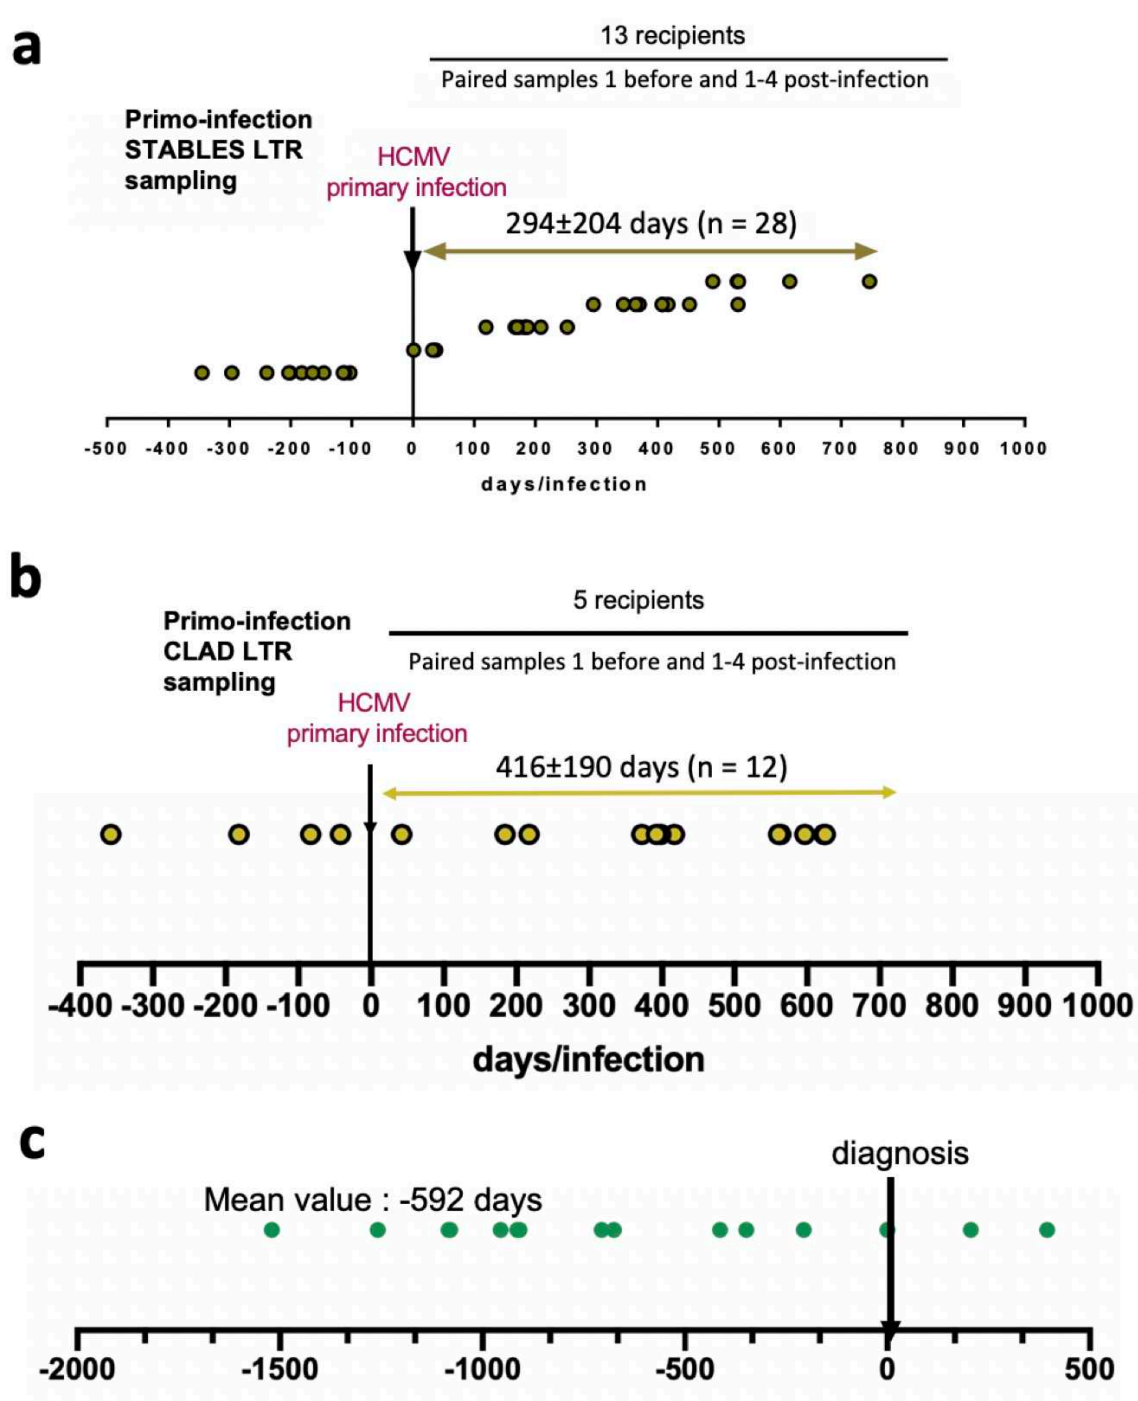 a
13 recipients
Paired samples 1 before and 1-4 post-infection
Primo-infection
STABLES LTR
sampling
HCMV
primary infection
294±204 days (n = 28)
-500 -400 -300 -200 -100 0 100 200 300 400 500 600 700 800 900 1000
days/infection
b
5 recipients
Primo-infection
CLAD LTR
sampling
Paired samples 1 before and 1-4 post-infection
HCMV
primary infection
416±190 days (n = 12)
-400 -300 -200 -100 0 100 200 300 400 500 600 700 800 900 1000
days/infection
c
diagnosis
Mean value : -592 days
-2000 -1500 -1000 -500 0 500